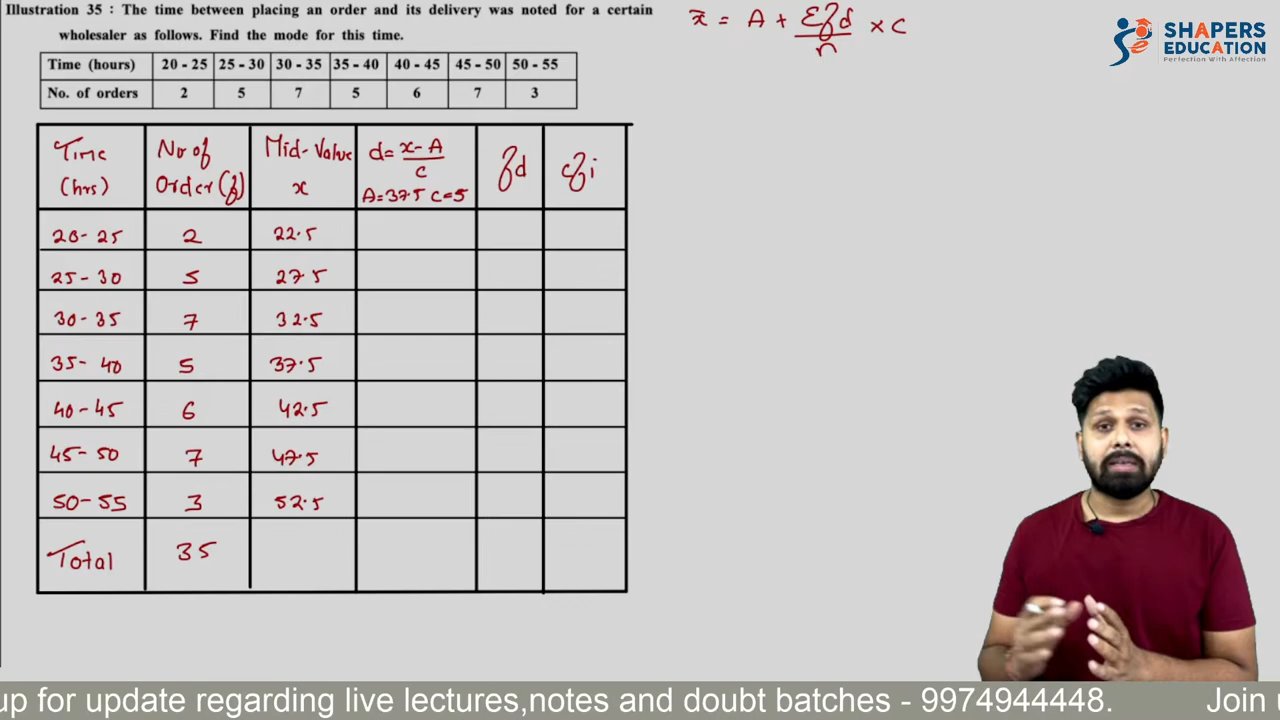 Illustration 35 : The time between placing an order and its delivery was noted for a certain
wholesaler as follows. Find the mode for this time.
Time (hours) 20 - 25 25 - 30 30 - 35 35 - 40 40 - 45 45 - 50 50 - 55
No. of orders 2 5 7 5 6 7 3
x̄ = A + Σfd/n × C
SHAPERS
EDUCATION
Perfection With Affection
Time (hrs) No of Order (f) Mid-Value x d = x-A/c A=37.5 C=5 fd cfi
20-25 2 22.5
25-30 5 27.5
30-35 7 32.5
35-40 5 37.5
40-45 6 42.5
45-50 7 47.5
50-55 3 52.5
Total 35
up for update regarding live lectures,notes and doubt batches - 9974944448. Join